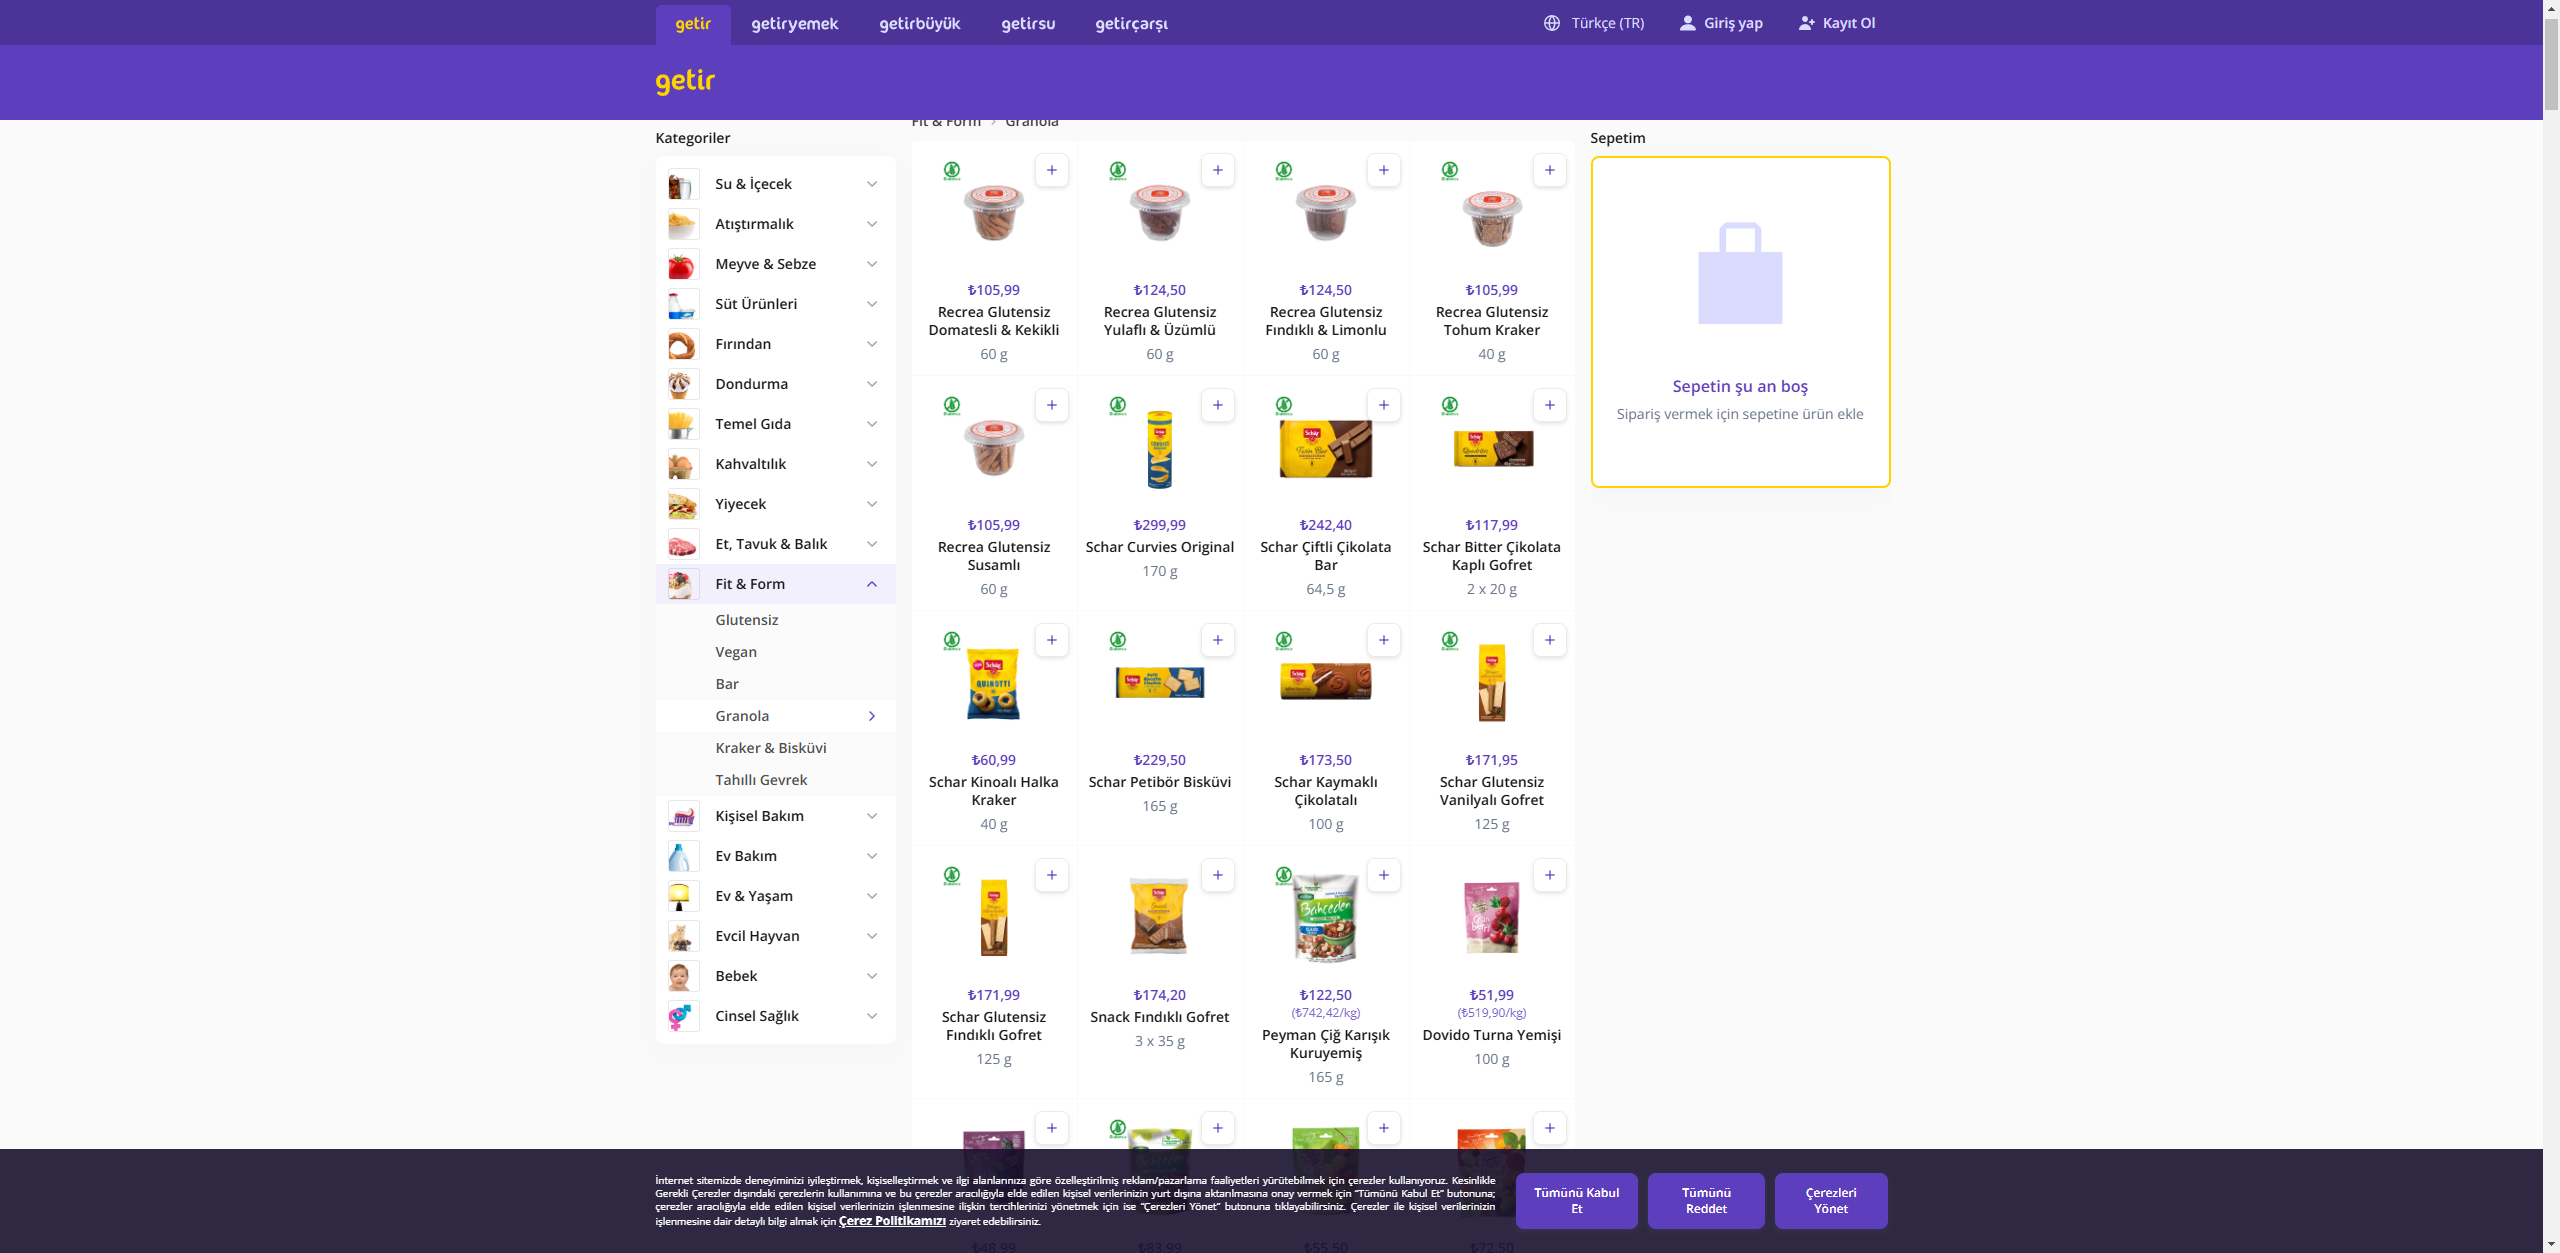 getir
getiryemek
getirbüyük
getirsu
getirçarşı
Türkçe (TR)
Giriş yap
Kayıt Ol
getir
Kategoriler
Su & İçecek
Atıştırmalık
Meyve & Sebze
Süt Ürünleri
Fırından
Dondurma
Temel Gıda
Kahvaltılık
Yiyecek
Et, Tavuk & Balık
Fit & Form
Glutensiz
Vegan
Bar
Granola
Kraker & Bisküvi
Tahıllı Gevrek
Kişisel Bakım
Ev Bakım
Ev & Yaşam
Evcil Hayvan
Bebek
Cinsel Sağlık
Fit & Form > Granola
₺105,99
Recrea Glutensiz
Domatesli & Kekikli
60 g
₺124,50
Recrea Glutensiz
Yulaflı & Üzümlü
60 g
₺124,50
Recrea Glutensiz
Fındıklı & Limonlu
60 g
₺105,99
Recrea Glutensiz
Tohum Kraker
40 g
₺105,99
Recrea Glutensiz
Susamlı
60 g
₺299,99
Schar Curvies Original
170 g
₺242,40
Schar Çiftli Çikolata
Bar
64,5 g
₺117,99
Schar Bitter Çikolata
Kaplı Gofret
2 x 20 g
₺60,99
Schar Kinoalı Halka
Kraker
40 g
₺229,50
Schar Petibör Bisküvi
165 g
₺173,50
Schar Kaymaklı
Çikolatalı
100 g
₺171,95
Schar Glutensiz
Vanilyalı Gofret
125 g
₺171,99
Schar Glutensiz
Fındıklı Gofret
125 g
₺174,20
Snack Fındıklı Gofret
3 x 35 g
₺122,50
(₺742,42/kg)
Peyman Çiğ Karışık
Kuruyemiş
165 g
₺51,99
(₺519,90/kg)
Dovido Turna Yemişi
100 g
₺48,99
₺83,99
₺55,50
₺72,50
Sepetim
Sepetin şu an boş
Sipariş vermek için sepetine ürün ekle
İnternet sitemizde deneyiminizi iyileştirmek, kişiselleştirmek ve ilgi alanlarınıza göre özelleştirilmiş reklam/pazarlama faaliyetleri yürütebilmek için çerezler kullanıyoruz. Kesinlikle
Gerekli Çerezler dışındaki çerezlerin kullanımına ve bu çerezler aracılığıyla elde edilen kişisel verilerinizin yurt dışına aktarılmasına onay vermek için "Tümünü Kabul Et" butonuna;
çerezler aracılığıyla elde edilen kişisel verilerinizin işlenmesine ilişkin tercihlerinizi yönetmek için ise "Çerezleri Yönet" butonuna tıklayabilirsiniz. Çerezler ile kişisel verilerinizin
işlenmesine dair detaylı bilgi almak için Çerez Politikamızı ziyaret edebilirsiniz.
Tümünü Kabul
Et
Tümünü
Reddet
Çerezleri
Yönet